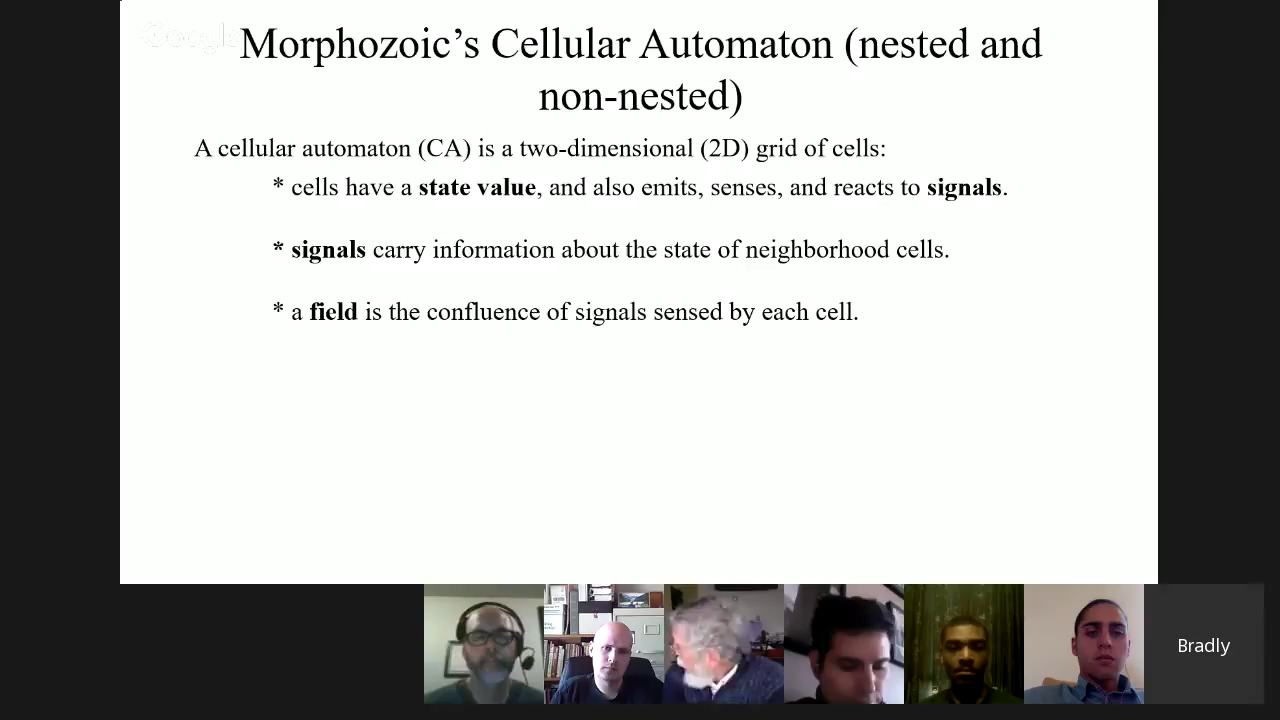 Google
Morphozoic’s Cellular Automaton (nested and
non-nested)
A cellular automaton (CA) is a two-dimensional (2D) grid of cells:
* cells have a state value, and also emits, senses, and reacts to signals.
* signals carry information about the state of neighborhood cells.
* a field is the confluence of signals sensed by each cell.
Bradly